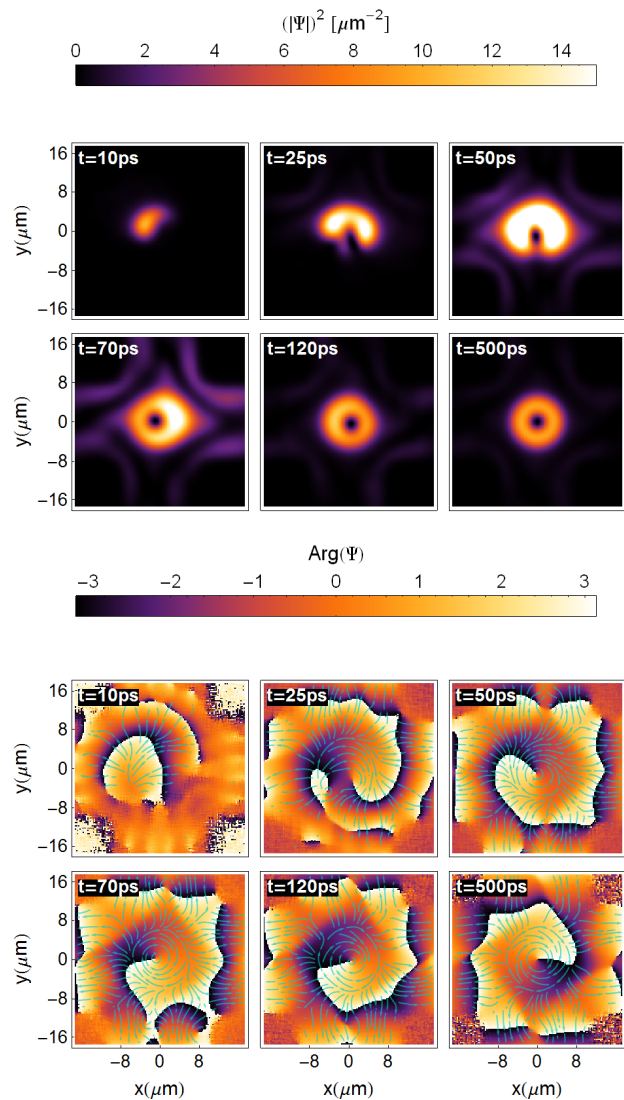 (|Ψ|)² [μm⁻²]
0 2 4 6 8 10 12 14
t=10ps t=25ps t=50ps
16
8
0
−8
−16
y(μm)
t=70ps t=120ps t=500ps
16
8
0
−8
−16
y(μm)
Arg(Ψ)
−3 −2 −1 0 1 2 3
t=10ps t=25ps t=50ps
16
8
0
−8
−16
y(μm)
t=70ps t=120ps t=500ps
16
8
0
−8
−16
y(μm)
−8 0 8 −8 0 8 −8 0 8
x(μm) x(μm) x(μm)